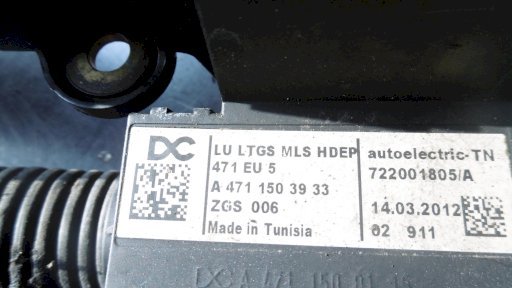 DC
LU LTGS MLS HDEP
471 EU 5
A 471 150 39 33
ZGS 006
Made in Tunisia
autoelectric-TN
722001805/A
14.03.2012
02 911